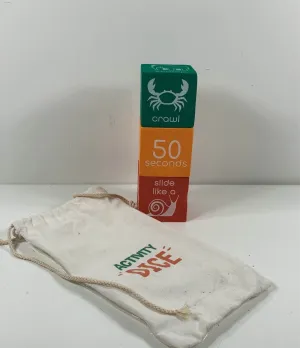 crawl
50
seconds
slide
like a
ACTIVITY
DICE